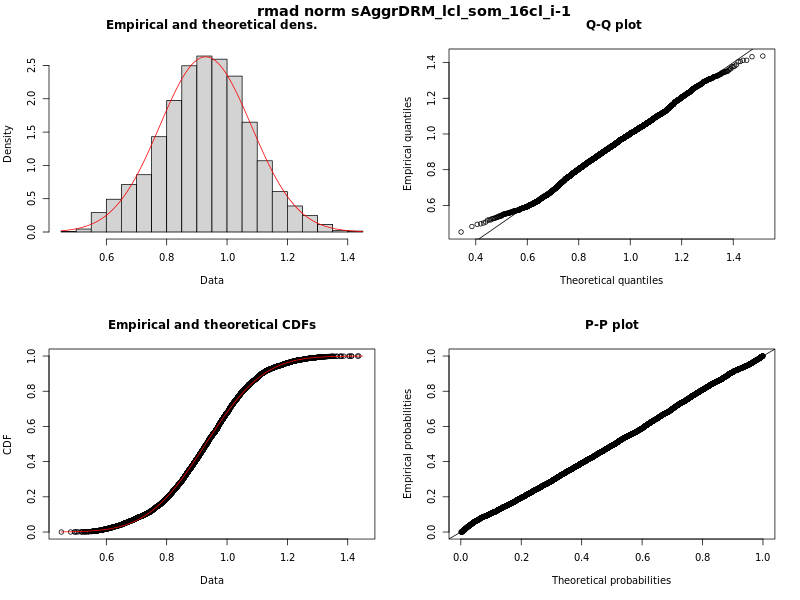 rmad norm sAggrDRM_lcl_som_16cl_i-1
Empirical and theoretical dens.
Density
0.0 0.5 1.0 1.5 2.0 2.5
0.6 0.8 1.0 1.2 1.4
Data
Q-Q plot
Empirical quantiles
0.6 0.8 1.0 1.2 1.4
0.4 0.6 0.8 1.0 1.2 1.4
Theoretical quantiles
Empirical and theoretical CDFs
CDF
0.0 0.2 0.4 0.6 0.8 1.0
0.6 0.8 1.0 1.2 1.4
Data
P-P plot
Empirical probabilities
0.0 0.2 0.4 0.6 0.8 1.0
0.0 0.2 0.4 0.6 0.8 1.0
Theoretical probabilities